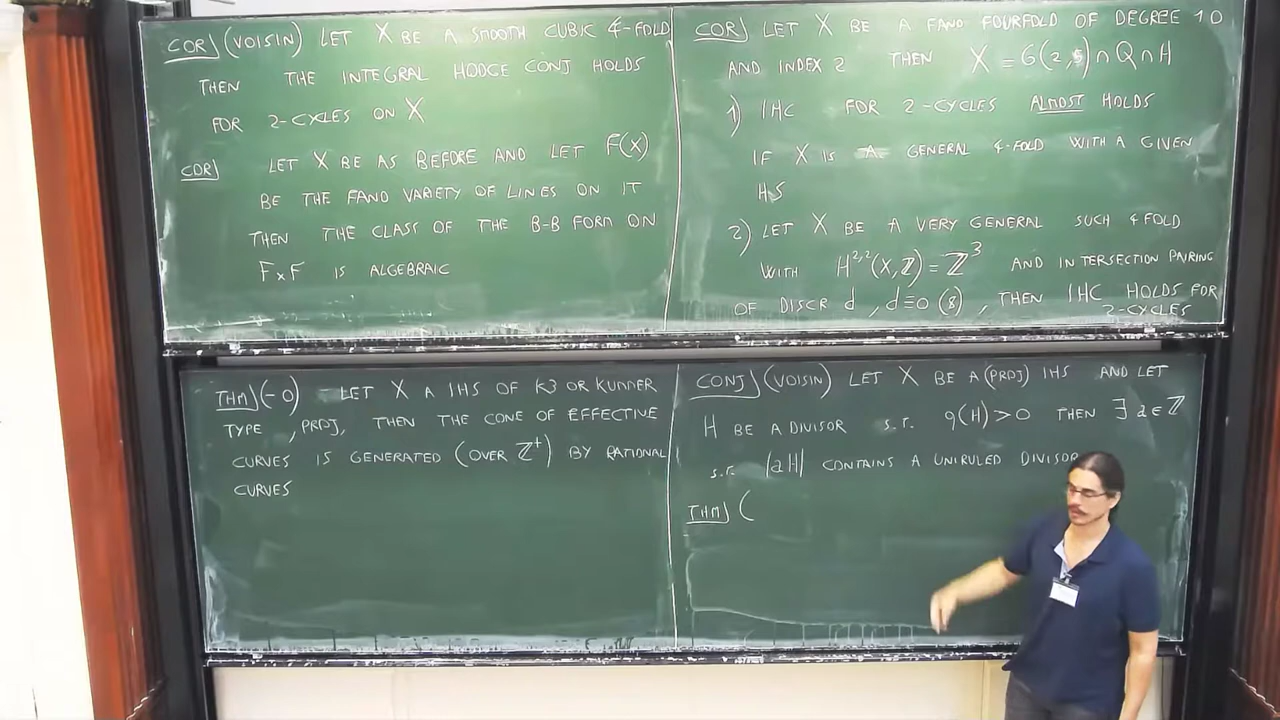 COR) (VOISIN) LET X BE A SMOOTH CUBIC 4-FOLD
THEN THE INTEGRAL HODGE CONJ HOLDS
FOR 2-CYCLES ON X
COR) LET X BE AS BEFORE AND LET F(X)
BE THE FANO VARIETY OF LINES ON IT
THEN THE CLASS OF THE B-B FORM ON
F×F IS ALGEBRAIC
COR) LET X BE A FANO FOURFOLD OF DEGREE 10
AND INDEX 2 THEN X = G(2,5)∩Q∩H
1) IHC FOR 2-CYCLES ALMOST HOLDS
IF X IS A GENERAL 4-FOLD WITH A GIVEN
HS
2) LET X BE A VERY GENERAL SUCH 4FOLD
WITH H²,²(X,ℤ) = ℤ³ AND INTERSECTION PAIRING
OF DISCR d, d≡0 (8), THEN IHC HOLDS FOR
2-CYCLES
THM) (-O) LET X A IHS OF K3 OR KUMMER
TYPE, PROJ, THEN THE CONE OF EFFECTIVE
CURVES IS GENERATED (OVER ℤ⁺) BY RATIONAL
CURVES
CONJ) (VOISIN) LET X BE A (PROJ) IHS AND LET
H BE A DIVISOR S.T. q(H)>0 THEN ∃ a∈ℤ
S.T. |aH| CONTAINS A UNIRULED DIVISOR
THM) (